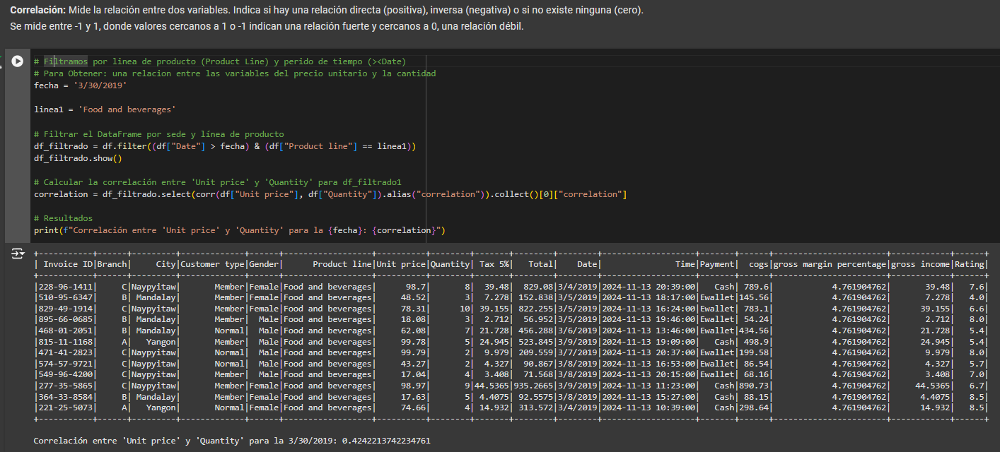 Correlación: Mide la relación entre dos variables. Indica si hay una relación directa (positiva), inversa (negativa) o si no existe ninguna (cero).
Se mide entre -1 y 1, donde valores cercanos a 1 o -1 indican una relación fuerte y cercanos a 0, una relación débil.
# Filtramos por linea de producto (Product Line) y perido de tiempo (><Date)
# Para Obtener: una relacion entre las variables del precio unitario y la cantidad
fecha = '3/30/2019'
linea1 = 'Food and beverages'
# Filtrar el DataFrame por sede y línea de producto
df_filtrado = df.filter((df["Date"] > fecha) & (df["Product line"] == linea1))
df_filtrado.show()
# Calcular la correlación entre 'Unit price' y 'Quantity' para df_filtrado1
correlation = df_filtrado.select(corr(df["Unit price"], df["Quantity"]).alias("correlation")).collect()[0]["correlation"]
# Resultados
print(f"Correlación entre 'Unit price' y 'Quantity' para la {fecha}: {correlation}")
+-----------+------+---------+-------------+------+------------------+----------+--------+-------+--------+--------+-------------------+-------+------+-----------------------+------------+------+
| Invoice ID|Branch|     City|Customer type|Gender|      Product line|Unit price|Quantity| Tax 5%|   Total|    Date|               Time|Payment|  cogs|gross margin percentage|gross income|Rating|
+-----------+------+---------+-------------+------+------------------+----------+--------+-------+--------+--------+-------------------+-------+------+-----------------------+------------+------+
|228-96-1411|     C|Naypyitaw|       Member|Female|Food and beverages|      98.7|       8|  39.48|  829.08|3/4/2019|2024-11-13 20:39:00|   Cash| 789.6|            4.761904762|       39.48|   7.6|
|510-95-6347|     B| Mandalay|       Member|Female|Food and beverages|     48.52|       3|  7.278| 152.838|3/5/2019|2024-11-13 18:17:00|Ewallet|145.56|            4.761904762|       7.278|   4.0|
|829-49-1914|     C|Naypyitaw|       Member|Female|Food and beverages|     78.31|      10| 39.155| 822.255|3/5/2019|2024-11-13 16:24:00|Ewallet| 783.1|            4.761904762|      39.155|   6.6|
|895-66-0685|     B| Mandalay|       Member|  Male|Food and beverages|     18.08|       3|  2.712|  56.952|3/5/2019|2024-11-13 19:46:00|Ewallet| 54.24|            4.761904762|       2.712|   8.0|
|468-01-2051|     B| Mandalay|       Normal|  Male|Food and beverages|     62.08|       7| 21.728| 456.288|3/6/2019|2024-11-13 13:46:00|Ewallet|434.56|            4.761904762|      21.728|   5.4|
|815-11-1168|     A|   Yangon|       Member|  Male|Food and beverages|     99.78|       5| 24.945| 523.845|3/9/2019|2024-11-13 19:09:00|   Cash| 498.9|            4.761904762|      24.945|   5.4|
|471-41-2823|     C|Naypyitaw|       Normal|  Male|Food and beverages|     99.79|       2|  9.979| 209.559|3/7/2019|2024-11-13 20:37:00|Ewallet|199.58|            4.761904762|       9.979|   8.0|
|574-57-9721|     C|Naypyitaw|       Normal|  Male|Food and beverages|     43.27|       2|  4.327|  90.867|3/8/2019|2024-11-13 16:53:00|Ewallet| 86.54|            4.761904762|       4.327|   5.7|
|549-96-4200|     C|Naypyitaw|       Member|  Male|Food and beverages|     17.04|       4|  3.408|  71.568|3/8/2019|2024-11-13 20:15:00|Ewallet| 68.16|            4.761904762|       3.408|   7.0|
|277-35-5865|     C|Naypyitaw|       Member|Female|Food and beverages|     98.97|       9|44.5365|935.2665|3/9/2019|2024-11-13 11:23:00|   Cash|890.73|            4.761904762|     44.5365|   6.7|
|364-33-8584|     B| Mandalay|       Member|Female|Food and beverages|     17.63|       5| 4.4075| 92.5575|3/8/2019|2024-11-13 15:27:00|   Cash| 88.15|            4.761904762|      4.4075|   8.5|
|221-25-5073|     A|   Yangon|       Normal|Female|Food and beverages|     74.66|       4| 14.932| 313.572|3/4/2019|2024-11-13 10:39:00|   Cash|298.64|            4.761904762|      14.932|   8.5|
+-----------+------+---------+-------------+------+------------------+----------+--------+-------+--------+--------+-------------------+-------+------+-----------------------+------------+------+
Correlación entre 'Unit price' y 'Quantity' para la 3/30/2019: 0.4242213742234761